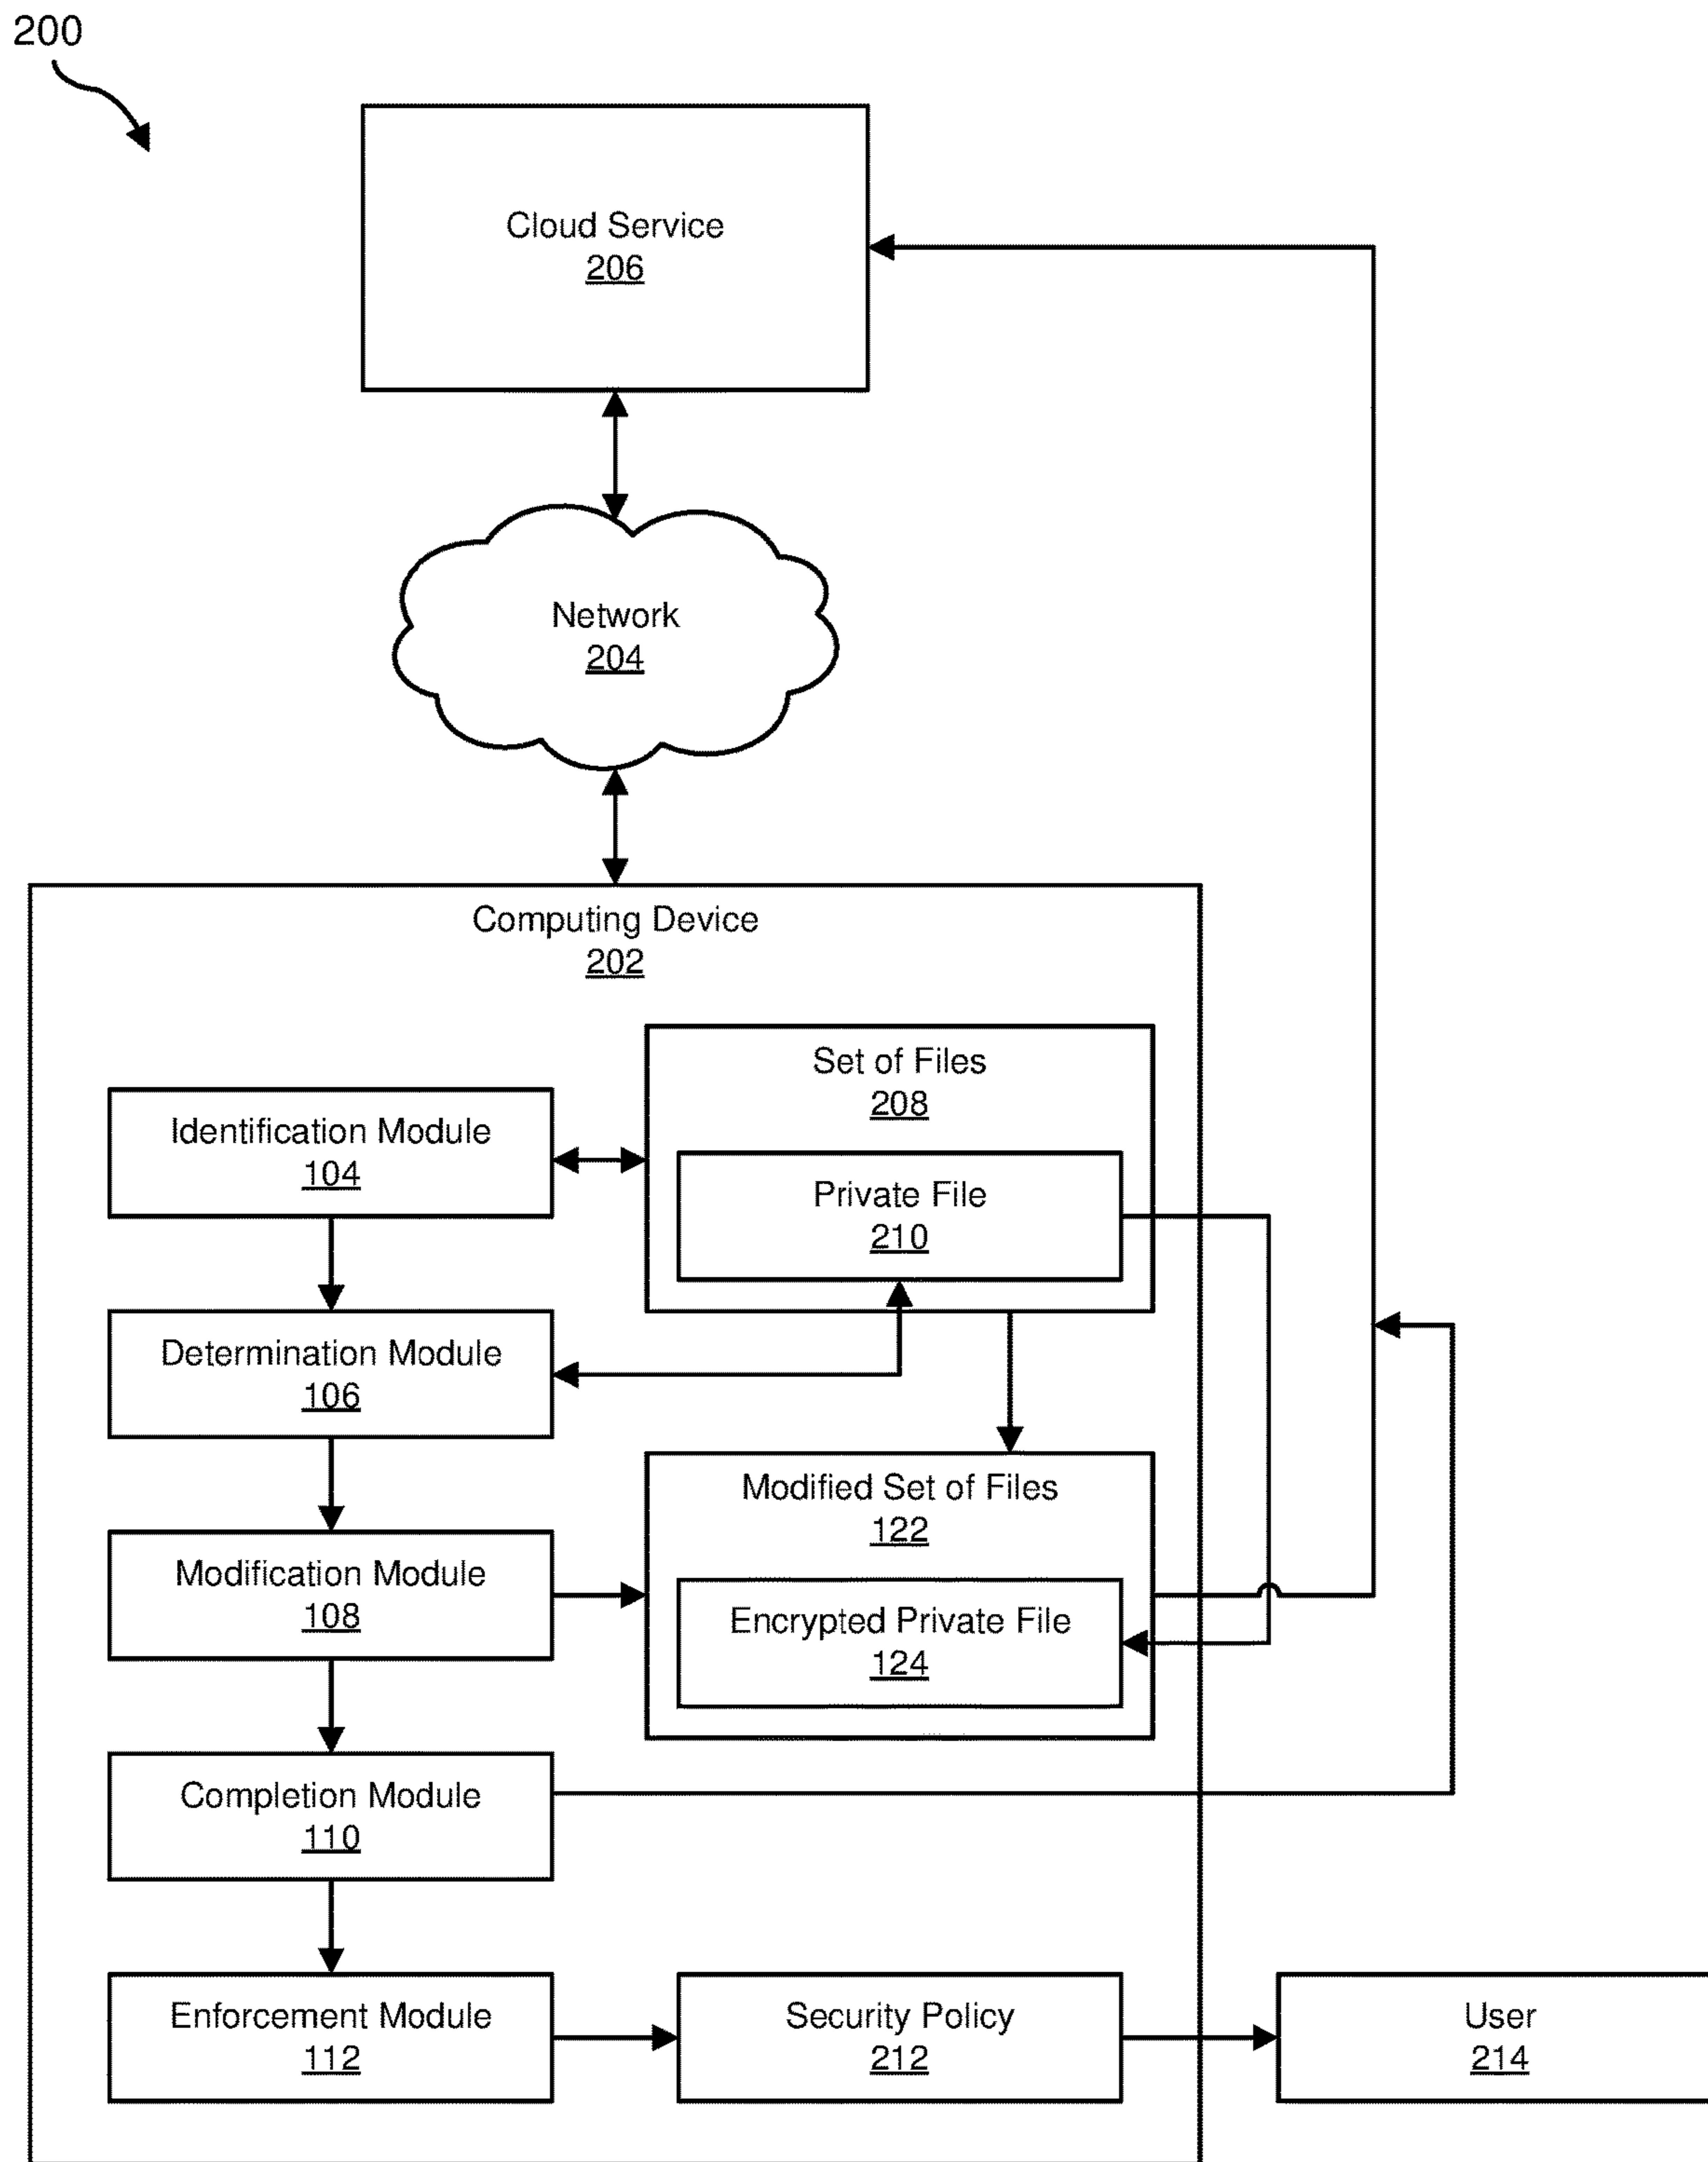 200
Cloud Service
206
Network
204
Computing Device
202
Set of Files
208
Identification Module
104
Private File
210
Determination Module
106
Modified Set of Files
122
Modification Module
108
Encrypted Private File
124
Completion Module
110
Enforcement Module
112
Security Policy
212
User
214